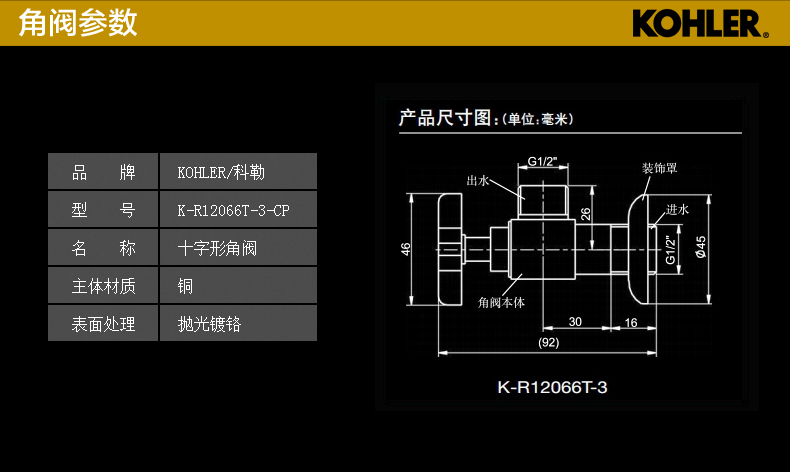 角阀参数
KOHLER®
品 牌 KOHLER/科勒
型 号 K-R12066T-3-CP
名 称 十字形角阀
主体材质 铜
表面处理 抛光镀铬
产品尺寸图:(单位:毫米)
G1/2"
装饰罩
出水
进水
26
46
G1/2"
Ø45
角阀本体
30
16
(92)
K-R12066T-3